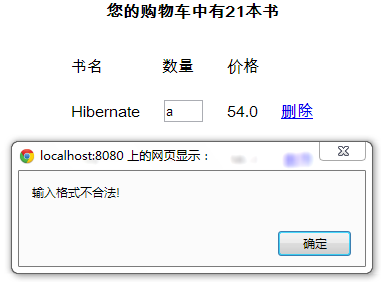 您的购物车中有21本书
书名 数量 价格
Hibernate a 54.0 删除
localhost:8080 上的网页显示：
输入格式不合法!
确定